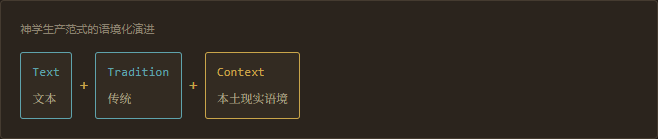 神学生产范式的语境化演进
Text + Tradition + Context
文本 传统 本土现实语境